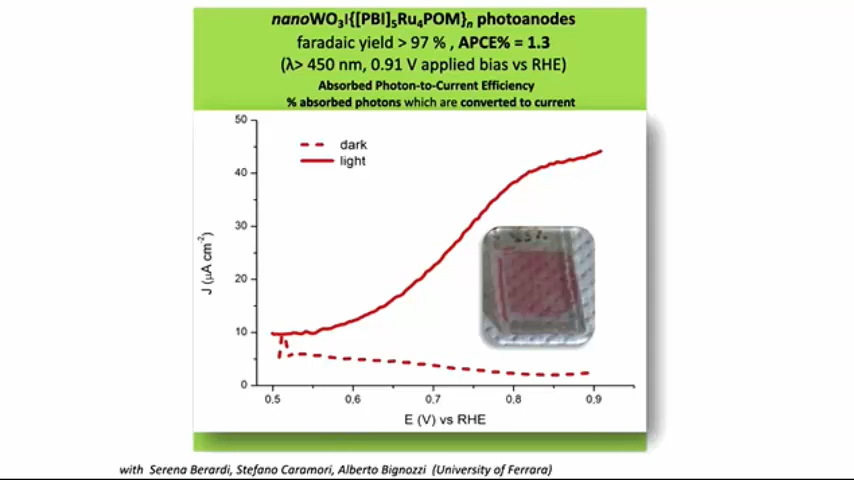 nanoWO3I{[PBI]5Ru4POM}n photoanodes
faradaic yield > 97 % , APCE% = 1.3
(λ> 450 nm, 0.91 V applied bias vs RHE)
Absorbed Photon-to-Current Efficiency
% absorbed photons which are converted to current
50
40
30
20
10
0
J (μA cm-2)
dark
light
0,5
0,6
0,7
0,8
0,9
E (V) vs RHE
with Serena Berardi, Stefano Caramori, Alberto Bignozzi (University of Ferrara)